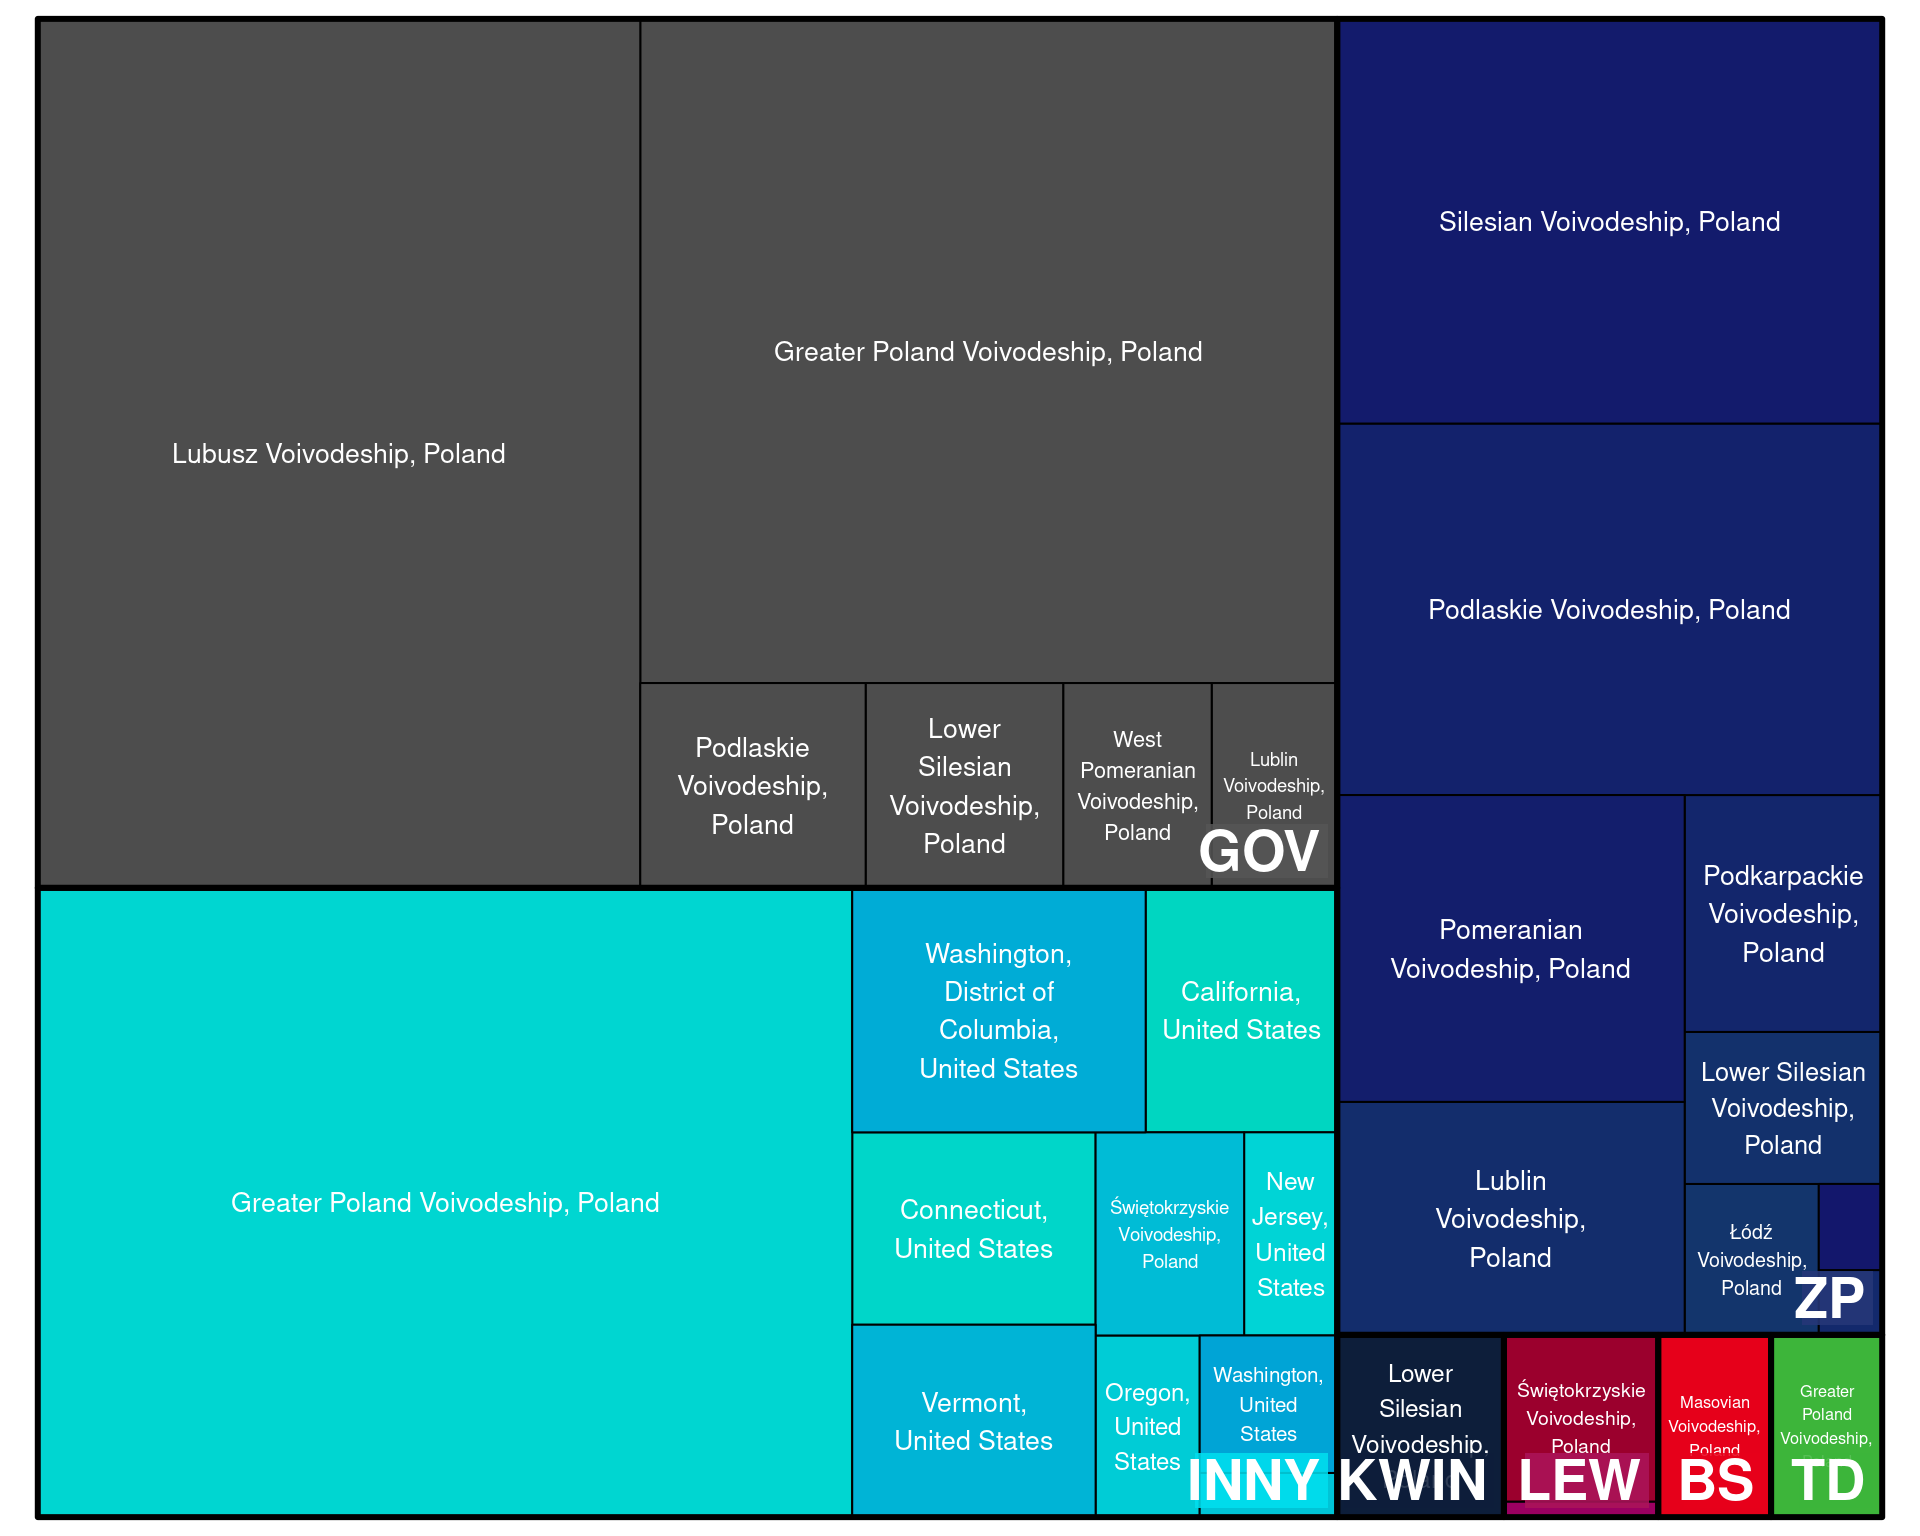 Lubusz Voivodeship, Poland
Greater Poland Voivodeship, Poland
Podlaskie
Voivodeship,
Poland
Lower
Silesian
Voivodeship,
Poland
West
Pomeranian
Voivodeship,
Poland
Lublin
Voivodeship,
Poland
GOV
Silesian Voivodeship, Poland
Podlaskie Voivodeship, Poland
Pomeranian
Voivodeship, Poland
Podkarpackie
Voivodeship,
Poland
Lower Silesian
Voivodeship,
Poland
Lublin
Voivodeship,
Poland
Łódź
Voivodeship,
Poland
ZP
Greater Poland Voivodeship, Poland
Washington,
District of
Columbia,
United States
California,
United States
Connecticut,
United States
Świętokrzyskie
Voivodeship,
Poland
New
Jersey,
United
States
Vermont,
United States
Oregon,
United
States
Washington,
United
States
INNY
Lower
Silesian
Voivodeship,
KWIN
Świętokrzyskie
Voivodeship,
Poland
LEW
Masovian
Voivodeship,
Poland
BS
Greater
Poland
Voivodeship,
TD